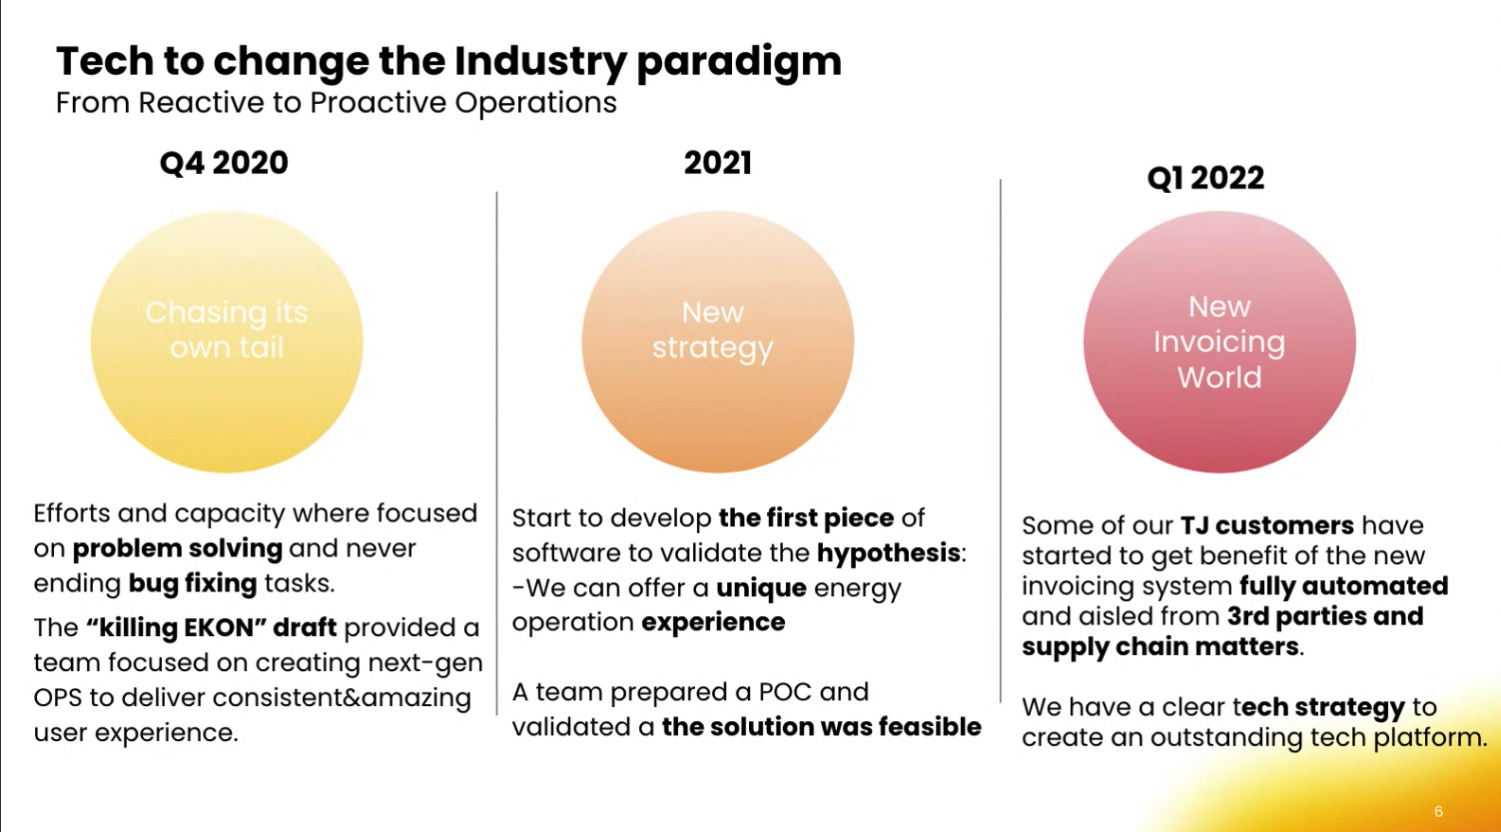 Tech to change the Industry paradigm
From Reactive to Proactive Operations
Q4 2020
Chasing its
own tail
Efforts and capacity where focused
on problem solving and never
ending bug fixing tasks.
The “killing EKON” draft provided a
team focused on creating next-gen
OPS to deliver consistent&amazing
user experience.
2021
New
strategy
Start to develop the first piece of
software to validate the hypothesis:
-We can offer a unique energy
operation experience
A team prepared a POC and
validated a the solution was feasible
Q1 2022
New
Invoicing
World
Some of our TJ customers have
started to get benefit of the new
invoicing system fully automated
and aisled from 3rd parties and
supply chain matters.
We have a clear tech strategy to
create an outstanding tech platform.
6